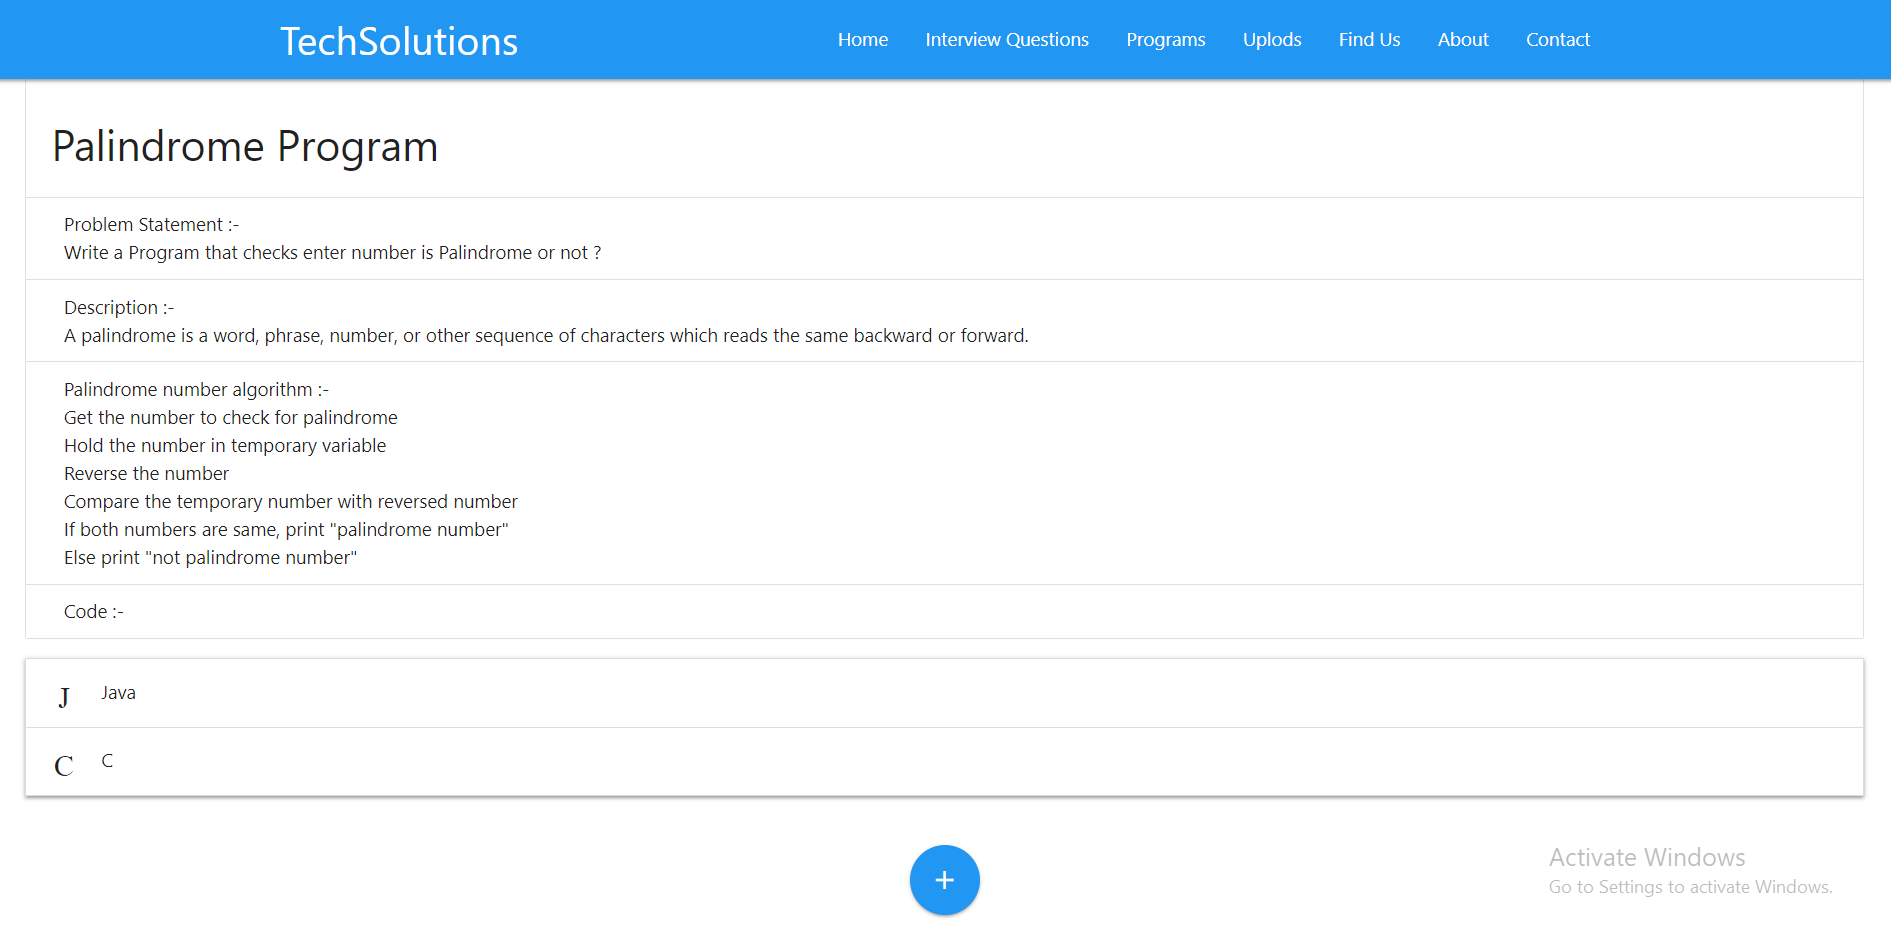 TechSolutions Home Interview Questions Programs Uplods Find Us About Contact
Palindrome Program
Problem Statement :-
Write a Program that checks enter number is Palindrome or not ?
Description :-
A palindrome is a word, phrase, number, or other sequence of characters which reads the same backward or forward.
Palindrome number algorithm :-
Get the number to check for palindrome
Hold the number in temporary variable
Reverse the number
Compare the temporary number with reversed number
If both numbers are same, print "palindrome number"
Else print "not palindrome number"
Code :-
J Java
C C
+
Activate Windows
Go to Settings to activate Windows.